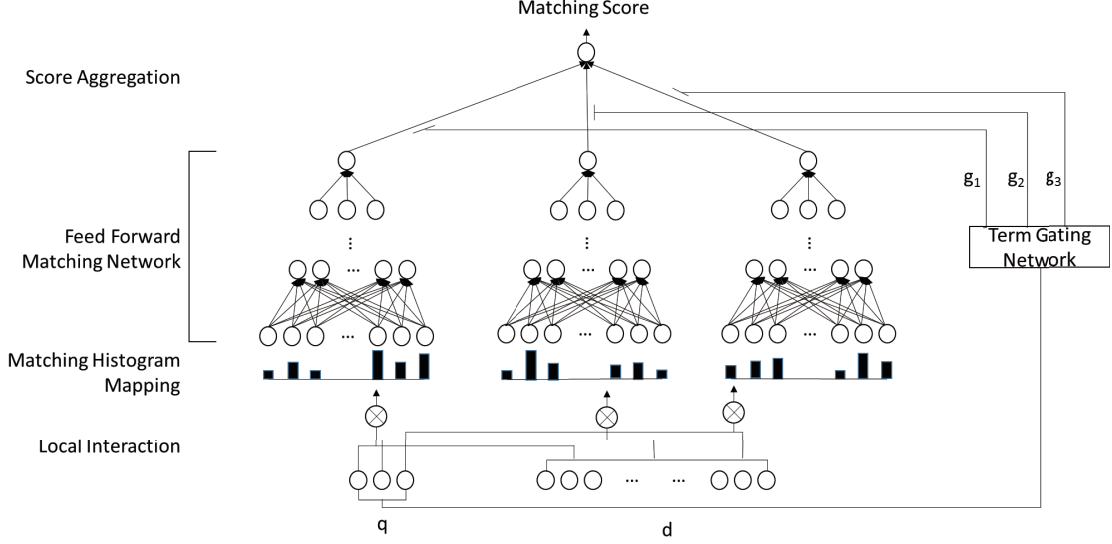 Matching Score
Score Aggregation
g1
g2
g3
Feed Forward
Matching Network
Term Gating
Network
...
...
...
...
...
...
...
...
...
Matching Histogram
Mapping
Local Interaction
...
...
q
d